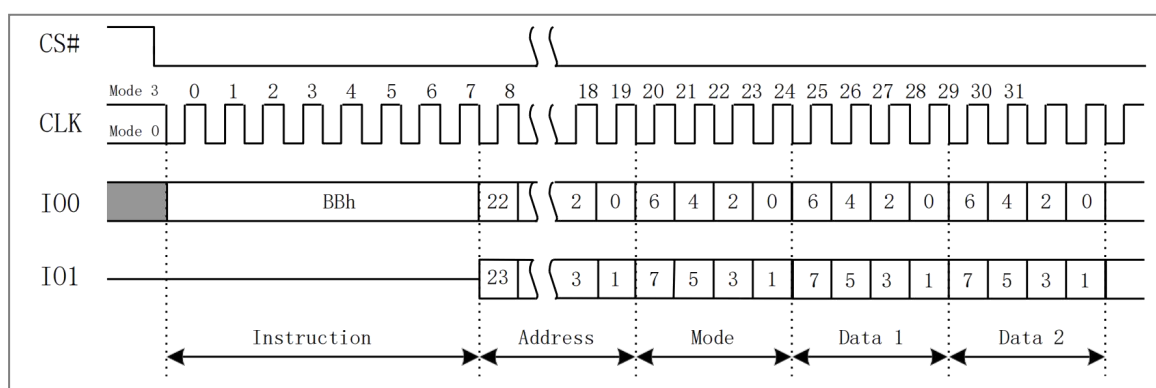 CS#
Mode 3 0 1 2 3 4 5 6 7 8 18 19 20 21 22 23 24 25 26 27 28 29 30 31
CLK
Mode 0
IO0 BBh 22 2 0 6 4 2 0 6 4 2 0 6 4 2 0
IO1 23 3 1 7 5 3 1 7 5 3 1 7 5 3 1
Instruction Address Mode Data 1 Data 2